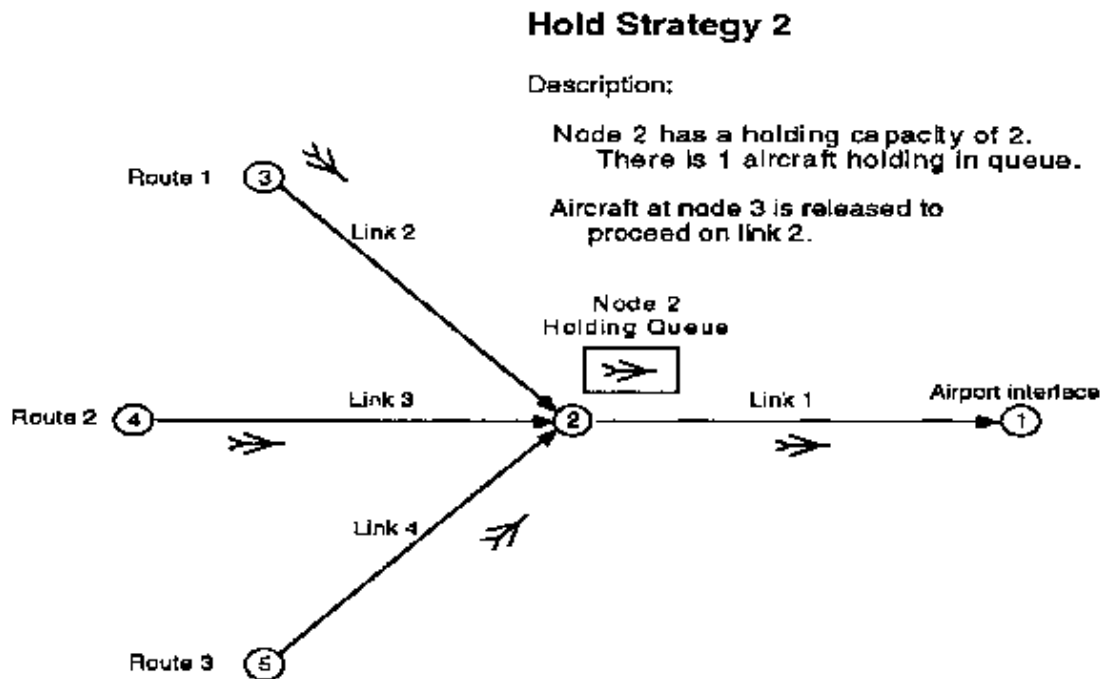 Hold Strategy 2
Description:
Node 2 has a holding capacity of 2.
There is 1 aircraft holding in queue.
Aircraft at node 3 is released to
proceed on link 2.
Route 1
3
Link 2
Node 2
Holding Queue
Route 2
4
Link 3
2
Link 1
Airport interface
1
Link 4
Route 3
5